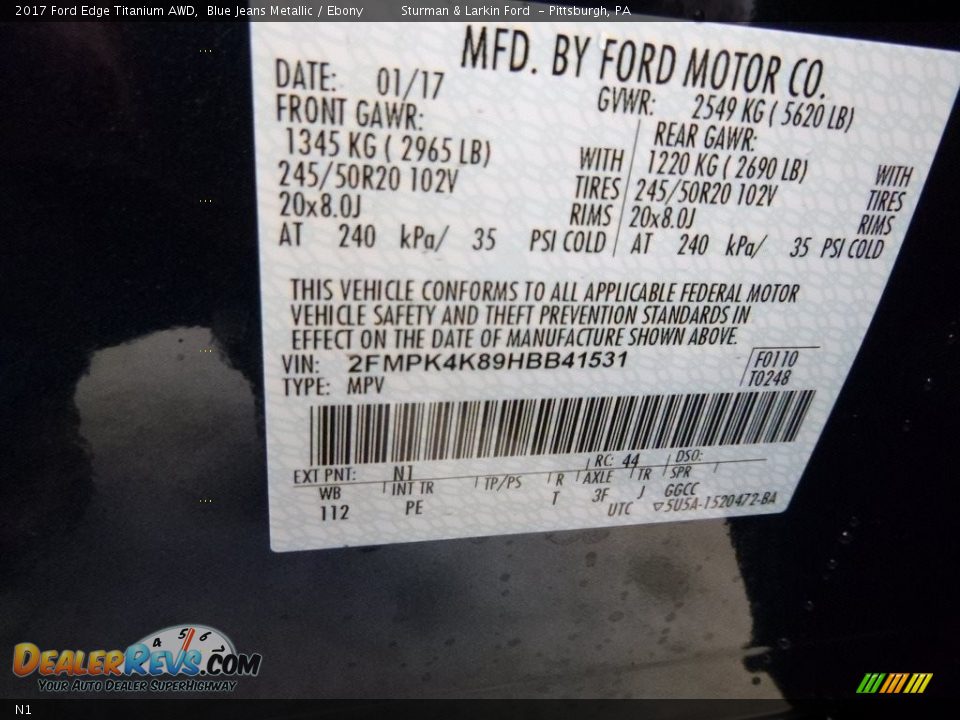 2017 Ford Edge Titanium AWD,  Blue Jeans Metallic / Ebony        Sturman & Larkin Ford  - Pittsburgh, PA
MFD. BY FORD MOTOR CO.
DATE: 01/17 GVWR: 2549 KG ( 5620 LB)
FRONT GAWR: REAR GAWR:
1345 KG ( 2965 LB) WITH 1220 KG ( 2690 LB) WITH
245/50R20 102V TIRES 245/50R20 102V TIRES
20x8.0J RIMS 20x8.0J RIMS
AT 240 kPa/ 35 PSI COLD AT 240 kPa/ 35 PSI COLD
THIS VEHICLE CONFORMS TO ALL APPLICABLE FEDERAL MOTOR
VEHICLE SAFETY AND THEFT PREVENTION STANDARDS IN
EFFECT ON THE DATE OF MANUFACTURE SHOWN ABOVE.
VIN: 2FMPK4K89HBB41531 F0110
TYPE: MPV T0248
EXT PNT: N1 RC: 44 DSO:
WB INT TR TP/PS R AXLE TR SPR
112 PE T 3F J GGCC
UTC 5U5A-1520472-BA
4 5 6
DEALERREVS.COM
YOUR AUTO DEALER SUPERHIGHWAY
N1